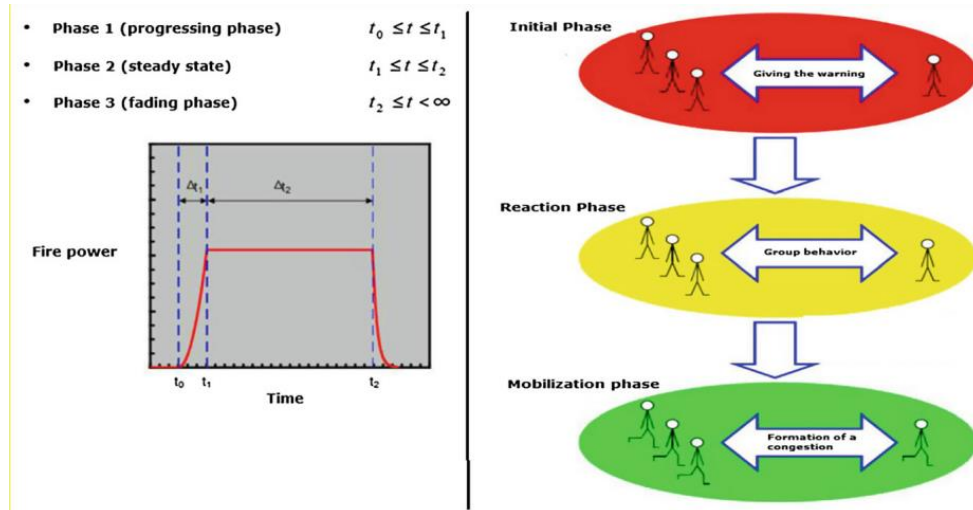 • Phase 1 (progressing phase) t₀ ≤ t ≤ t₁
• Phase 2 (steady state) t₁ ≤ t ≤ t₂
• Phase 3 (fading phase) t₂ ≤ t < ∞
Δt₁ Δt₂
Fire power
t₀ t₁ t₂
Time
Initial Phase
Giving the warning
Reaction Phase
Group behavior
Mobilization phase
Formation of a
congestion